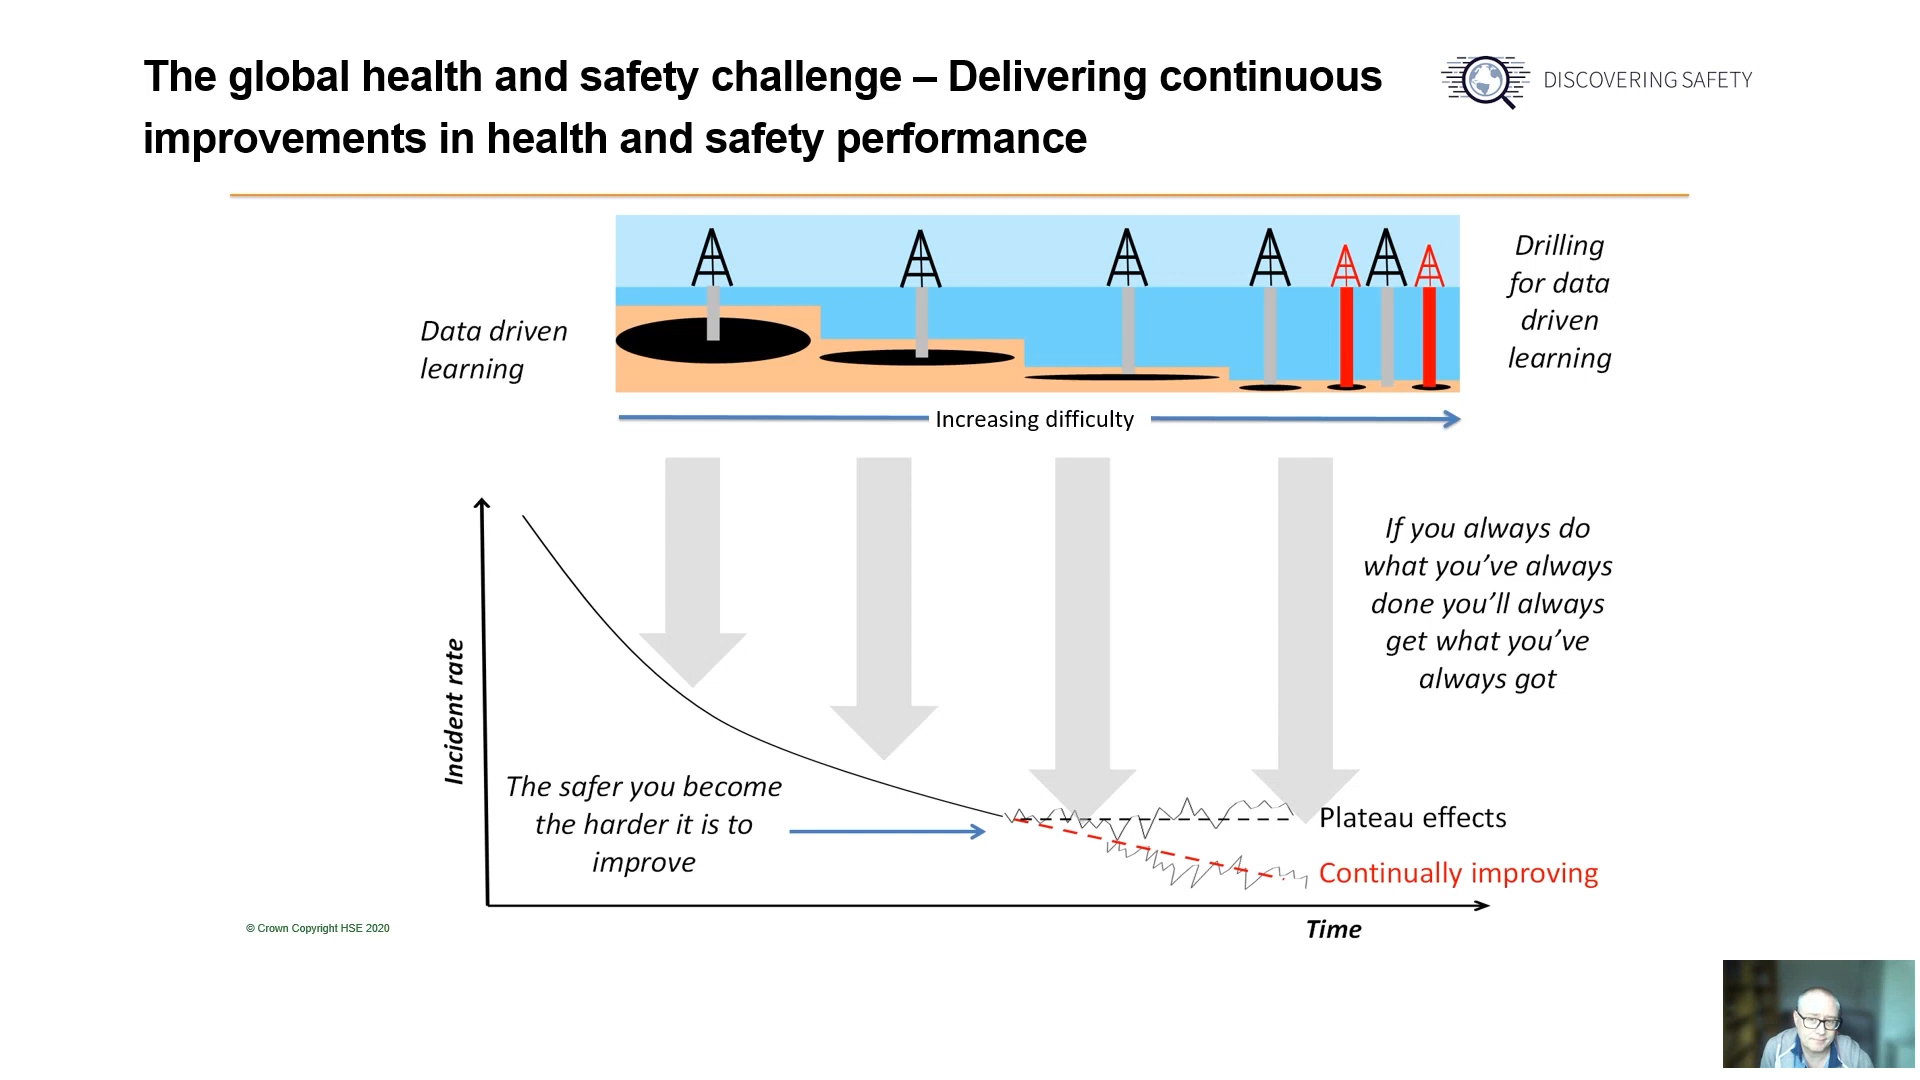 The global health and safety challenge – Delivering continuous
improvements in health and safety performance
DISCOVERING SAFETY
Data driven
learning
Drilling
for data
driven
learning
Increasing difficulty
If you always do
what you’ve always
done you’ll always
get what you’ve
always got
Incident rate
The safer you become
the harder it is to
improve
Plateau effects
Continually improving
Time
© Crown Copyright HSE 2020